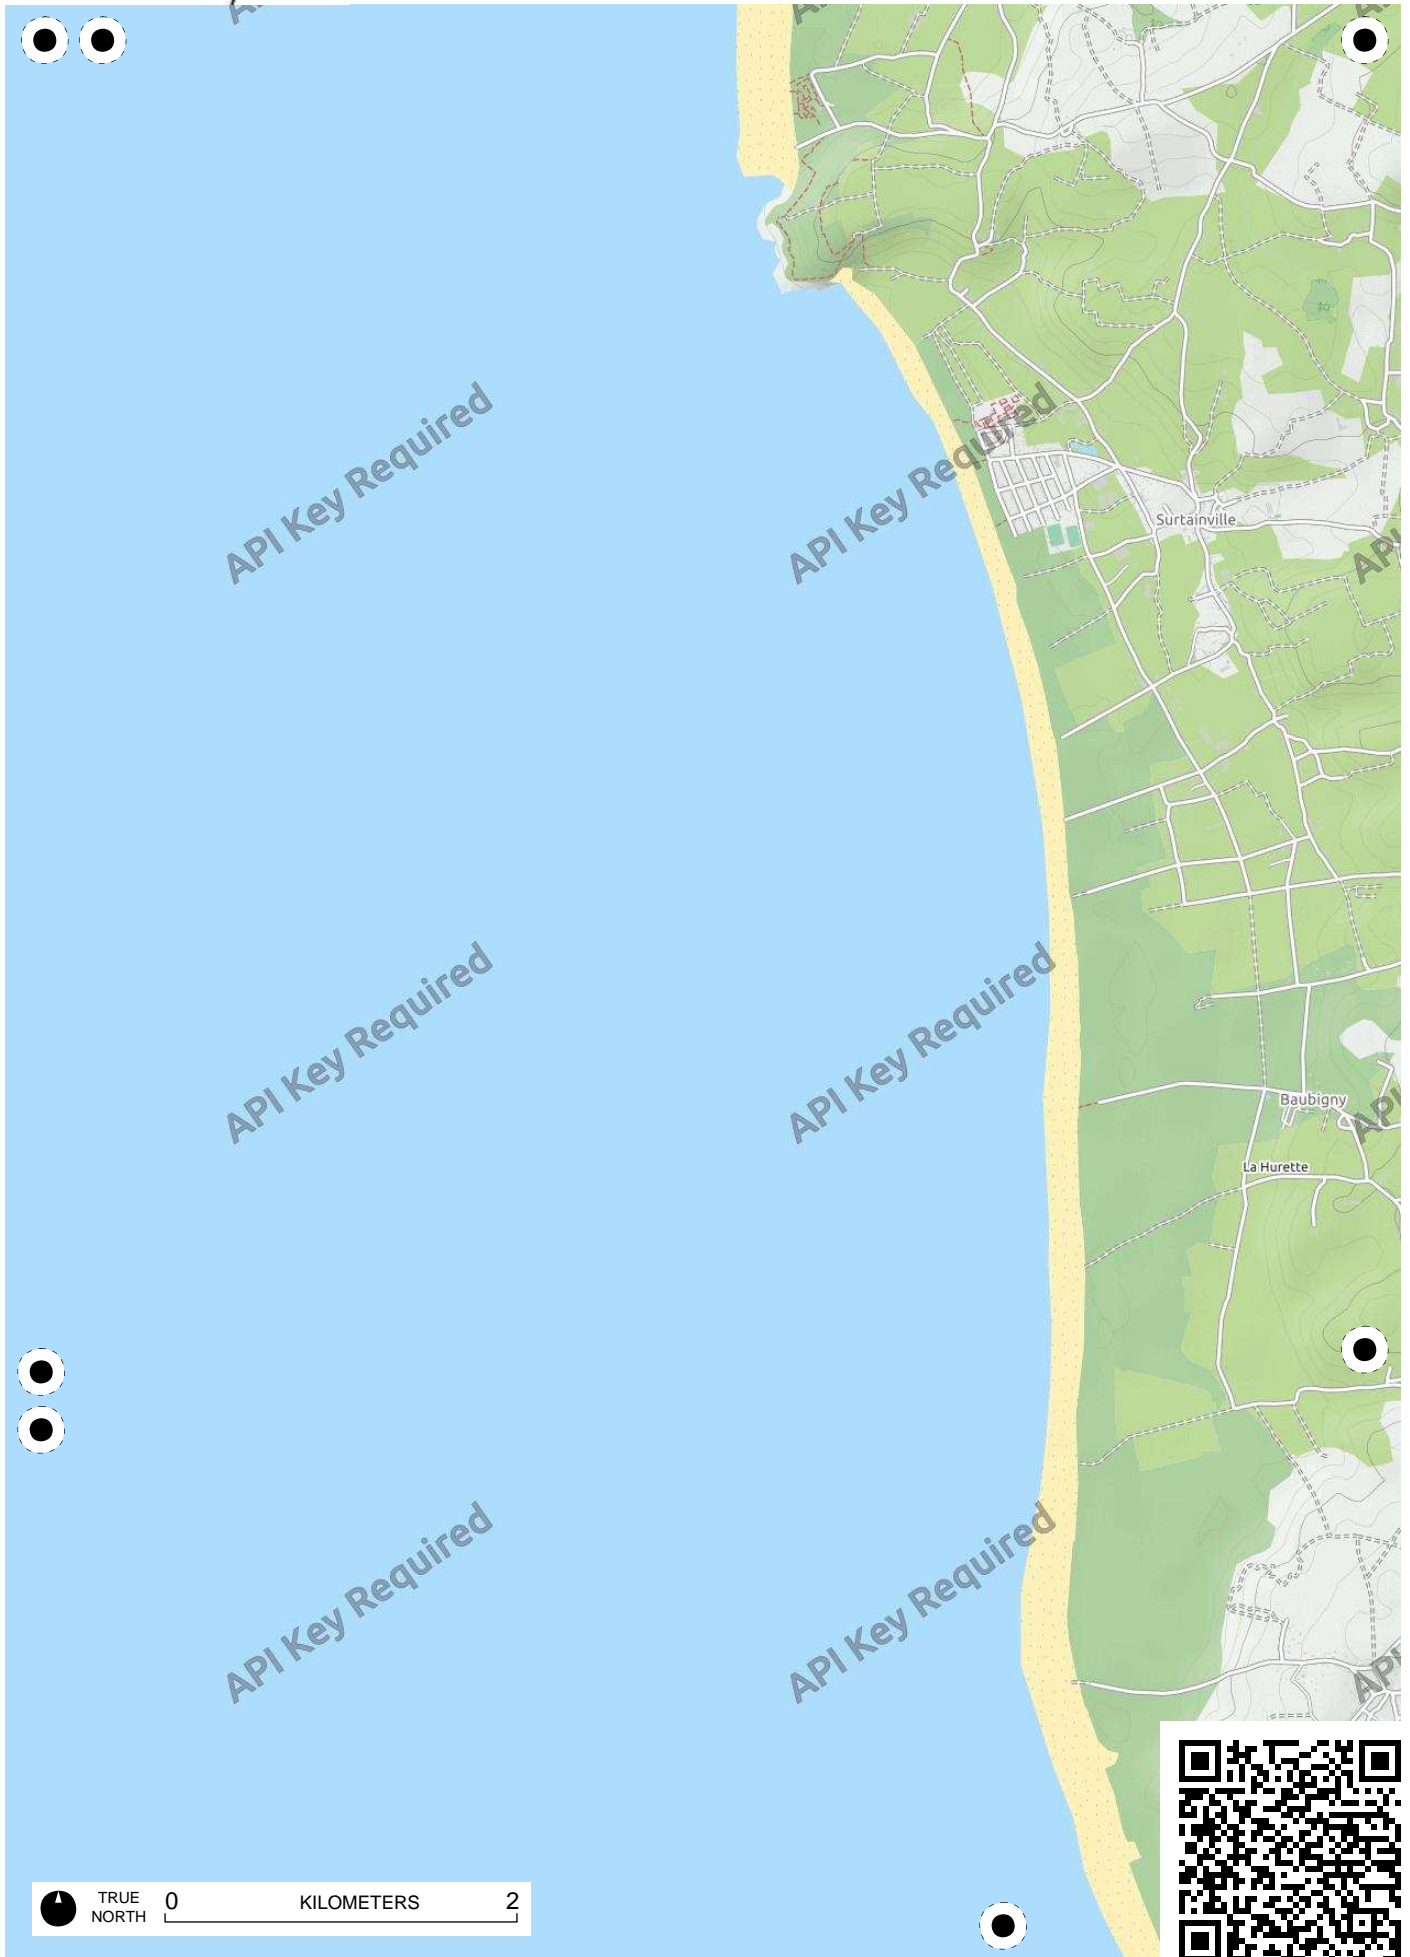 API Key Required
API Key Required
Surtainville
API Key Required
API Key Required
Baubigny
La Hurette
API Key Required
API Key Required
TRUE NORTH
0 KILOMETERS 2